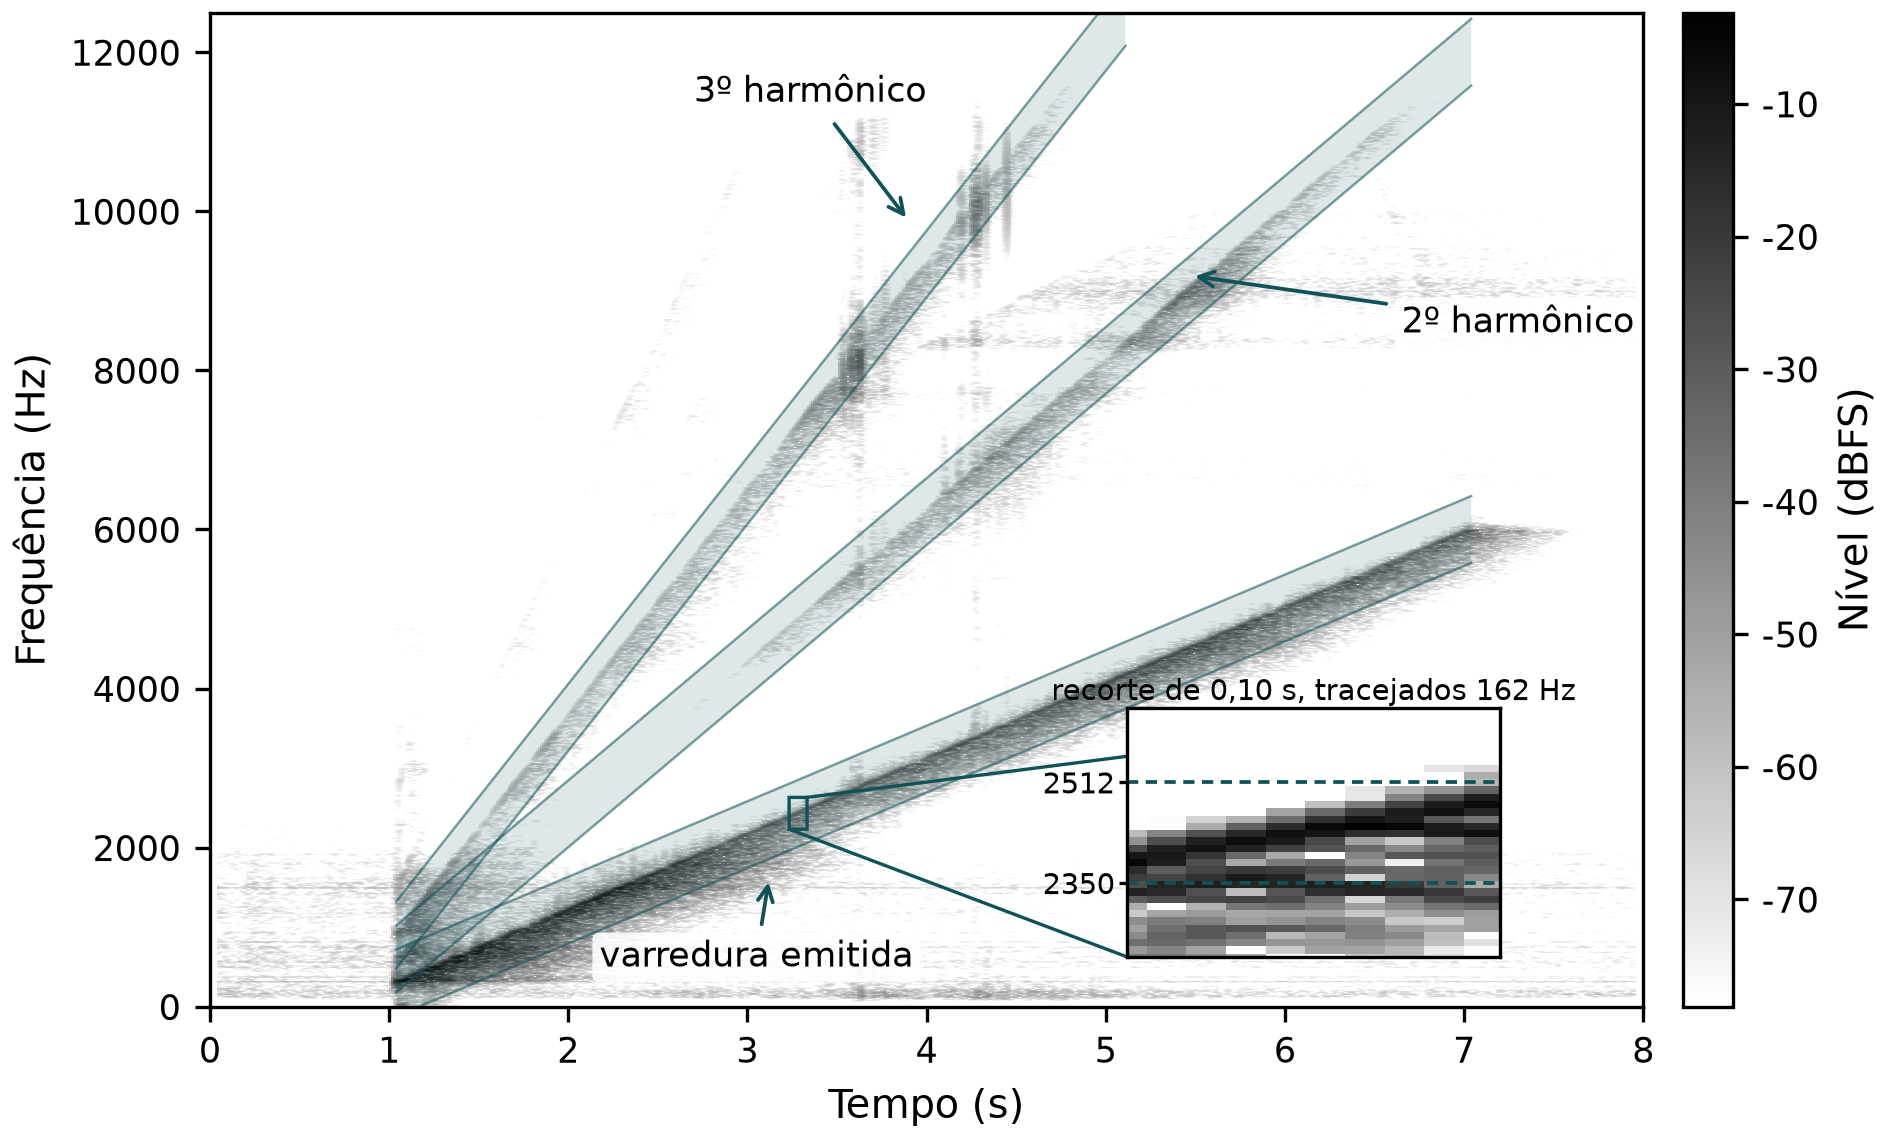 12000
10000
8000
6000
4000
2000
0
Frequência (Hz)
3º harmônico
2º harmônico
varredura emitida
recorte de 0,10 s, tracejados 162 Hz
2512
2350
0 1 2 3 4 5 6 7 8
Tempo (s)
-10
-20
-30
-40
-50
-60
-70
Nível (dBFS)